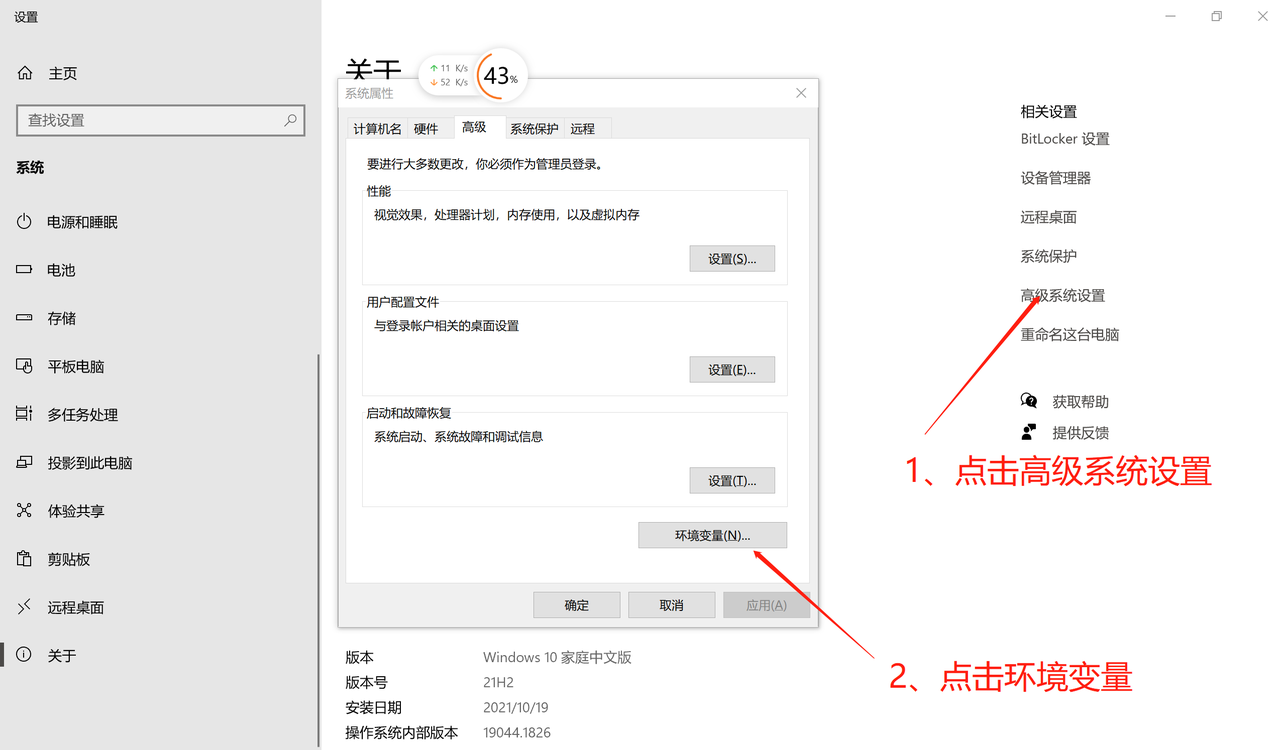 设置
主页
查找设置
系统
电源和睡眠
电池
存储
平板电脑
多任务处理
投影到此电脑
体验共享
剪贴板
远程桌面
关于
关于
11 K/s
52 K/s
43%
系统属性
计算机名 硬件 高级 系统保护 远程
要进行大多数更改，你必须作为管理员登录。
性能
视觉效果，处理器计划，内存使用，以及虚拟内存
设置(S)...
用户配置文件
与登录帐户相关的桌面设置
设置(E)...
启动和故障恢复
系统启动、系统故障和调试信息
设置(T)...
环境变量(N)...
确定 取消 应用(A)
版本 Windows 10 家庭中文版
版本号 21H2
安装日期 2021/10/19
操作系统内部版本 19044.1826
相关设置
BitLocker 设置
设备管理器
远程桌面
系统保护
高级系统设置
重命名这台电脑
获取帮助
提供反馈
1、点击高级系统设置
2、点击环境变量